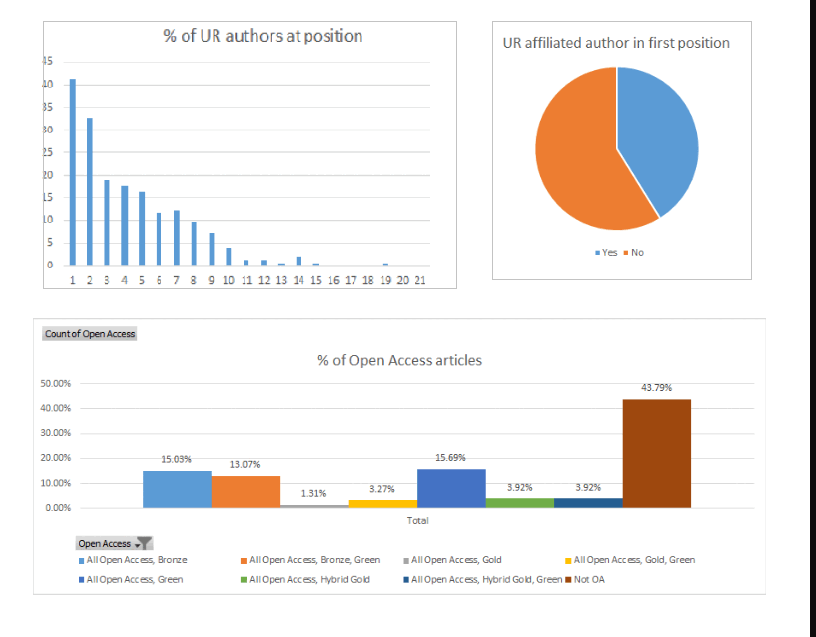 % of UR authors at position
45
40
35
30
25
20
15
10
5
0
1 2 3 4 5 6 7 8 9 10 11 12 13 14 15 16 17 18 19 20 21
UR affiliated author in first position
Yes No
Count of Open Access
% of Open Access articles
50.00%
40.00%
30.00%
20.00%
10.00%
0.00%
15.03% 13.07% 1.31% 3.27% 15.69% 3.92% 3.92% 43.79%
Total
Open Access
All Open Access, Bronze All Open Access, Bronze, Green All Open Access, Gold All Open Access, Gold, Green
All Open Access, Green All Open Access, Hybrid Gold All Open Access, Hybrid Gold, Green Not OA